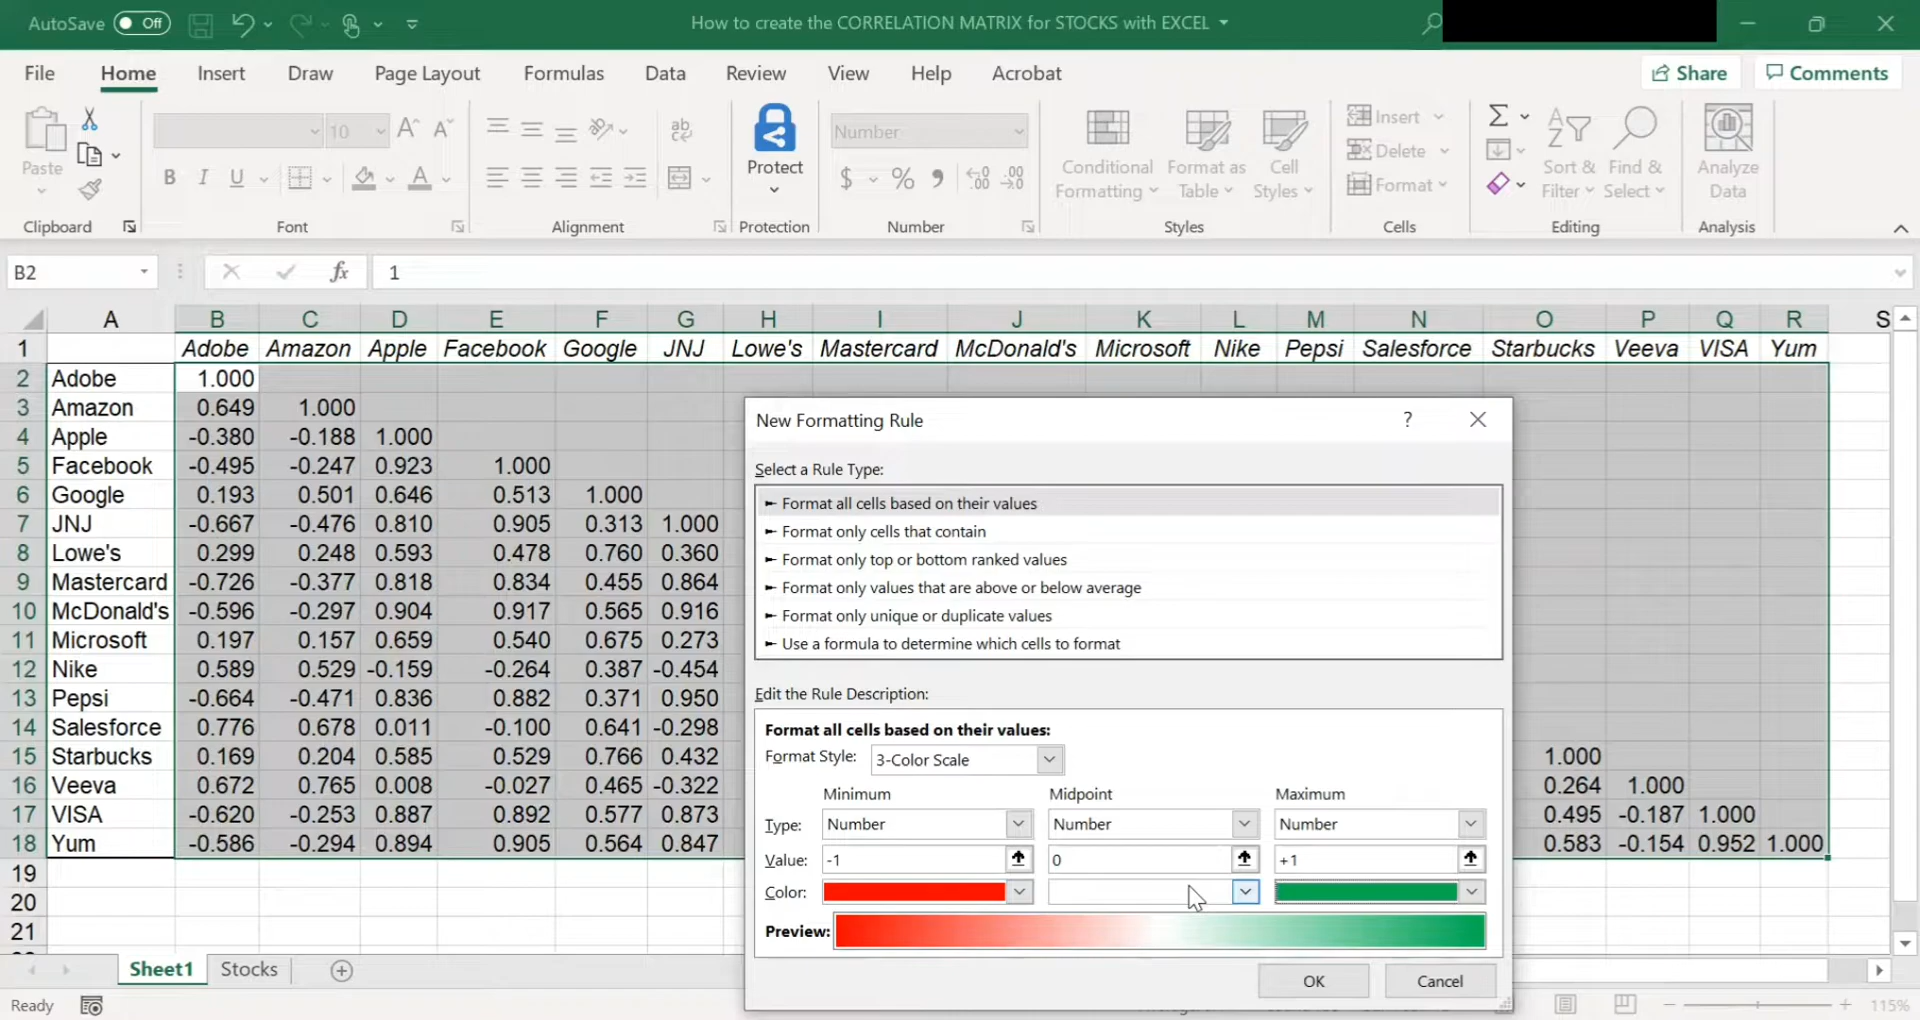 AutoSave Off How to create the CORRELATION MATRIX for STOCKS with EXCEL
File Home Insert Draw Page Layout Formulas Data Review View Help Acrobat Share Comments
10 Number Insert
Paste Protect Conditional Format as Cell Delete Sort & Find & Analyze
B I U $ % Formatting Table Styles Format Filter Select Data
Clipboard Font Alignment Protection Number Styles Cells Editing Analysis
B2 fx 1
A B C D E F G H I J K L M N O P Q R S
1 Adobe Amazon Apple Facebook Google JNJ Lowe's Mastercard McDonald's Microsoft Nike Pepsi Salesforce Starbucks Veeva VISA Yum
2 Adobe 1.000
3 Amazon 0.649 1.000
4 Apple -0.380 -0.188 1.000
5 Facebook -0.495 -0.247 0.923 1.000
6 Google 0.193 0.501 0.646 0.513 1.000
7 JNJ -0.667 -0.476 0.810 0.905 0.313 1.000
8 Lowe's 0.299 0.248 0.593 0.478 0.760 0.360
9 Mastercard -0.726 -0.377 0.818 0.834 0.455 0.864
10 McDonald's -0.596 -0.297 0.904 0.917 0.565 0.916
11 Microsoft 0.197 0.157 0.659 0.540 0.675 0.273
12 Nike 0.589 0.529 -0.159 -0.264 0.387 -0.454
13 Pepsi -0.664 -0.471 0.836 0.882 0.371 0.950
14 Salesforce 0.776 0.678 0.011 -0.100 0.641 -0.298
15 Starbucks 0.169 0.204 0.585 0.529 0.766 0.432 1.000
16 Veeva 0.672 0.765 0.008 -0.027 0.465 -0.322 0.264 1.000
17 VISA -0.620 -0.253 0.887 0.892 0.577 0.873 0.495 -0.187 1.000
18 Yum -0.586 -0.294 0.894 0.905 0.564 0.847 0.583 -0.154 0.952 1.000
19
20
21
New Formatting Rule ?
Select a Rule Type:
Format all cells based on their values
Format only cells that contain
Format only top or bottom ranked values
Format only values that are above or below average
Format only unique or duplicate values
Use a formula to determine which cells to format
Edit the Rule Description:
Format all cells based on their values:
Format Style: 3-Color Scale
Minimum Midpoint Maximum
Type: Number Number Number
Value: -1 0 +1
Color:
Preview:
OK Cancel
Sheet1 Stocks
Ready 115%